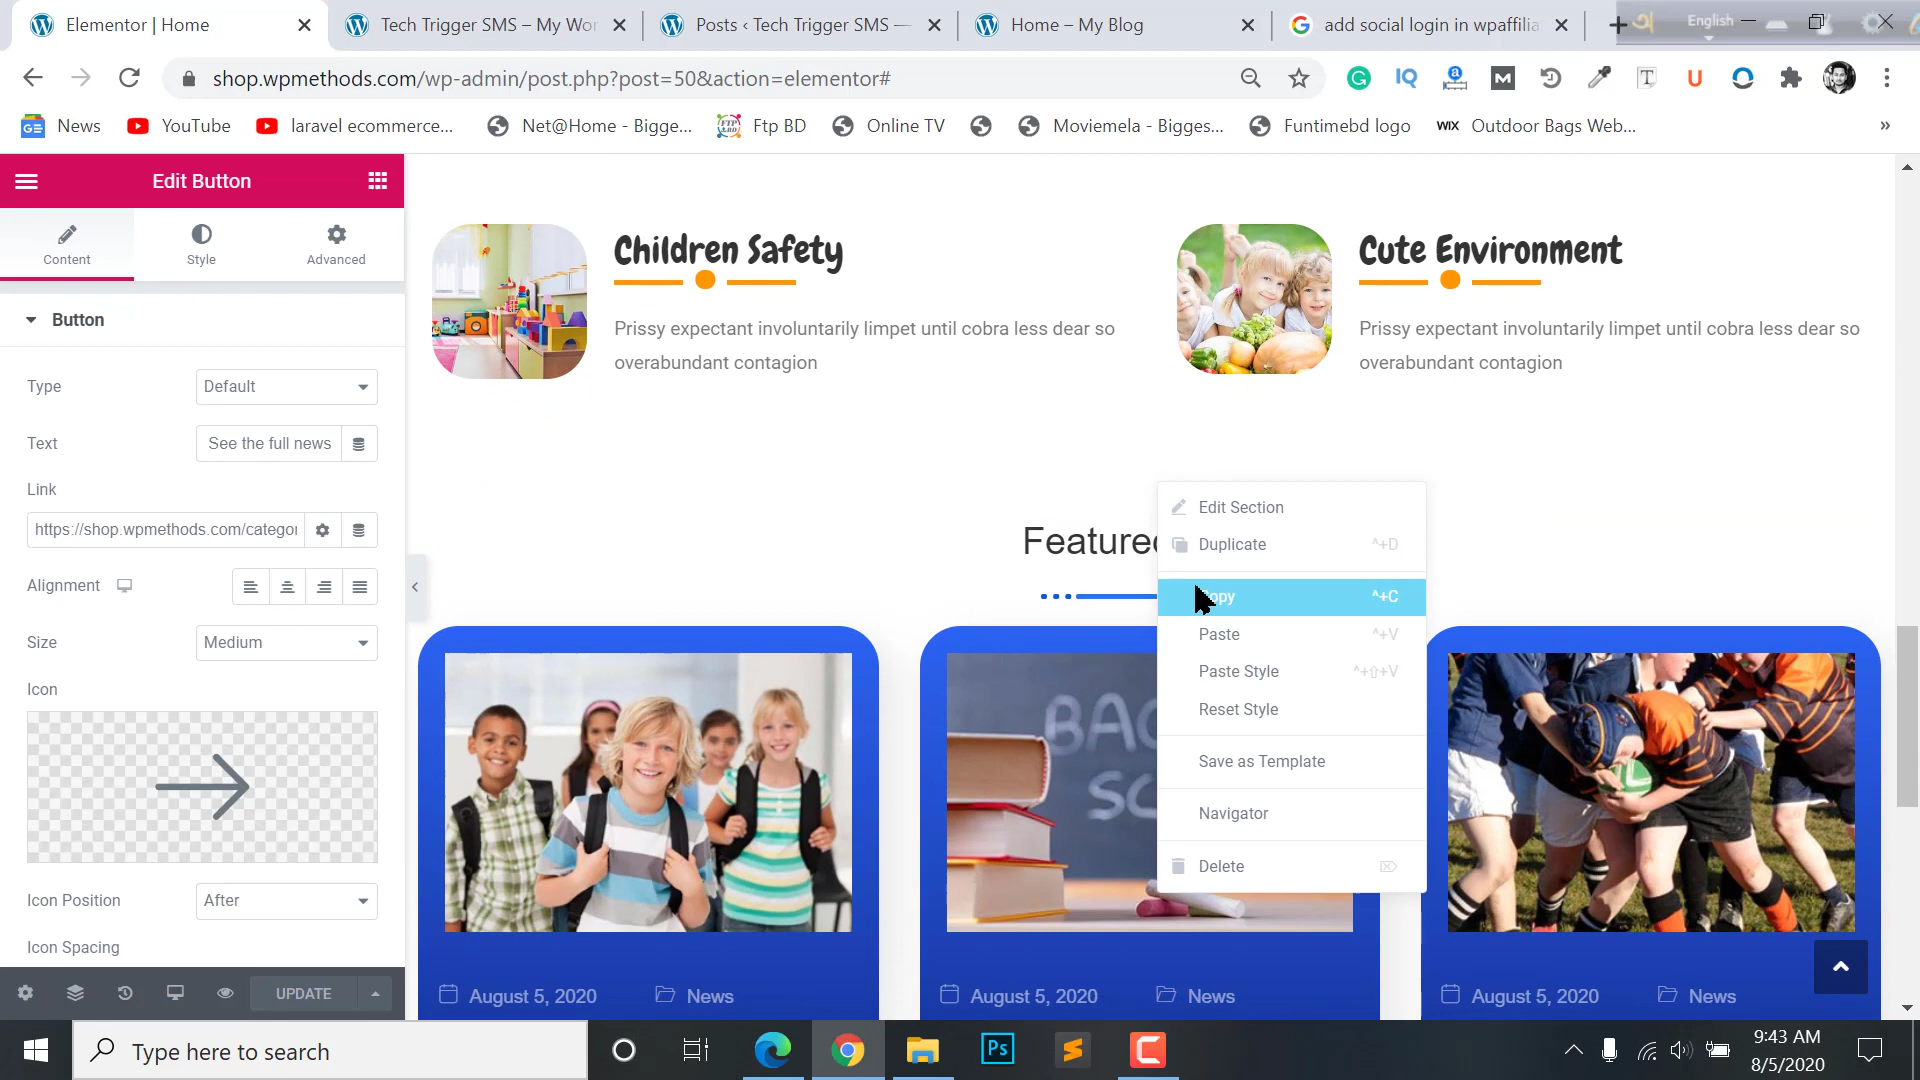 Elementor | Home
Tech Trigger SMS – My Wor
Posts ‹ Tech Trigger SMS —
Home – My Blog
add social login in wpaffilia
English
shop.wpmethods.com/wp-admin/post.php?post=50&action=elementor#
News
YouTube
laravel ecommerce...
Net@Home - Bigge...
Ftp BD
Online TV
Moviemela - Bigges...
Funtimebd logo
WIX
Outdoor Bags Web...
»
Edit Button
Content
Style
Advanced
Button
Type
Default
Text
See the full news
Link
https://shop.wpmethods.com/categor
Alignment
Size
Medium
Icon
Icon Position
After
Icon Spacing
UPDATE
Children Safety
Prissy expectant involuntarily limpet until cobra less dear so
overabundant contagion
Cute Environment
Prissy expectant involuntarily limpet until cobra less dear so
overabundant contagion
Featured
Edit Section
Duplicate ^+D
Copy ^+C
Paste ^+V
Paste Style ^+⇧+V
Reset Style
Save as Template
Navigator
Delete
August 5, 2020 News
August 5, 2020 News
August 5, 2020 News
Type here to search
Ps
9:43 AM
8/5/2020